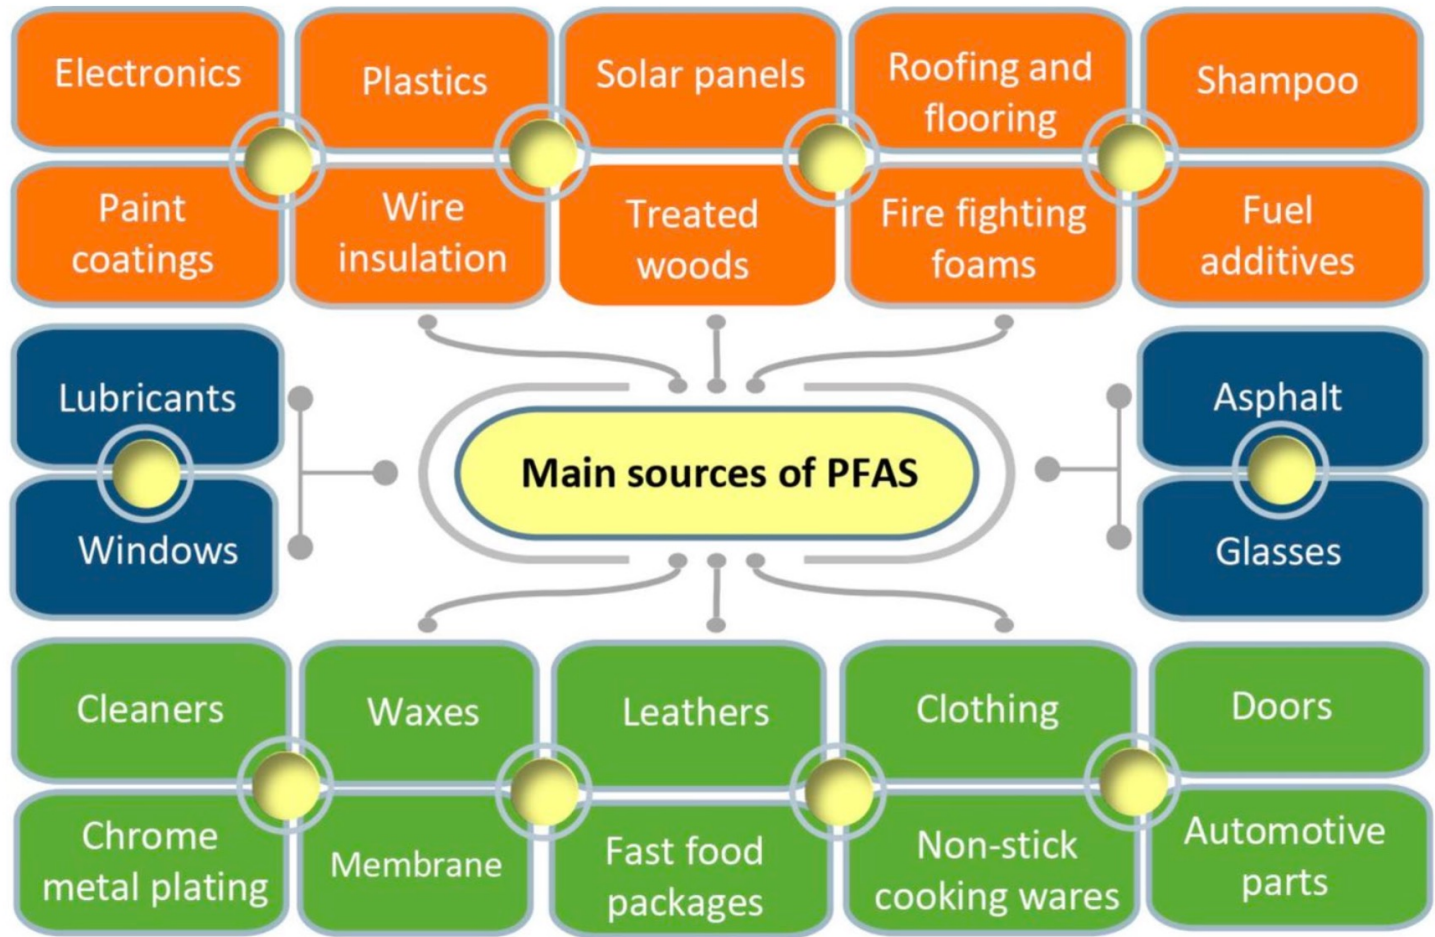 Electronics
Plastics
Solar panels
Roofing and
flooring
Shampoo
Paint
coatings
Wire
insulation
Treated
woods
Fire fighting
foams
Fuel
additives
Lubricants
Windows
Main sources of PFAS
Asphalt
Glasses
Cleaners
Waxes
Leathers
Clothing
Doors
Chrome
metal plating
Membrane
Fast food
packages
Non-stick
cooking wares
Automotive
parts